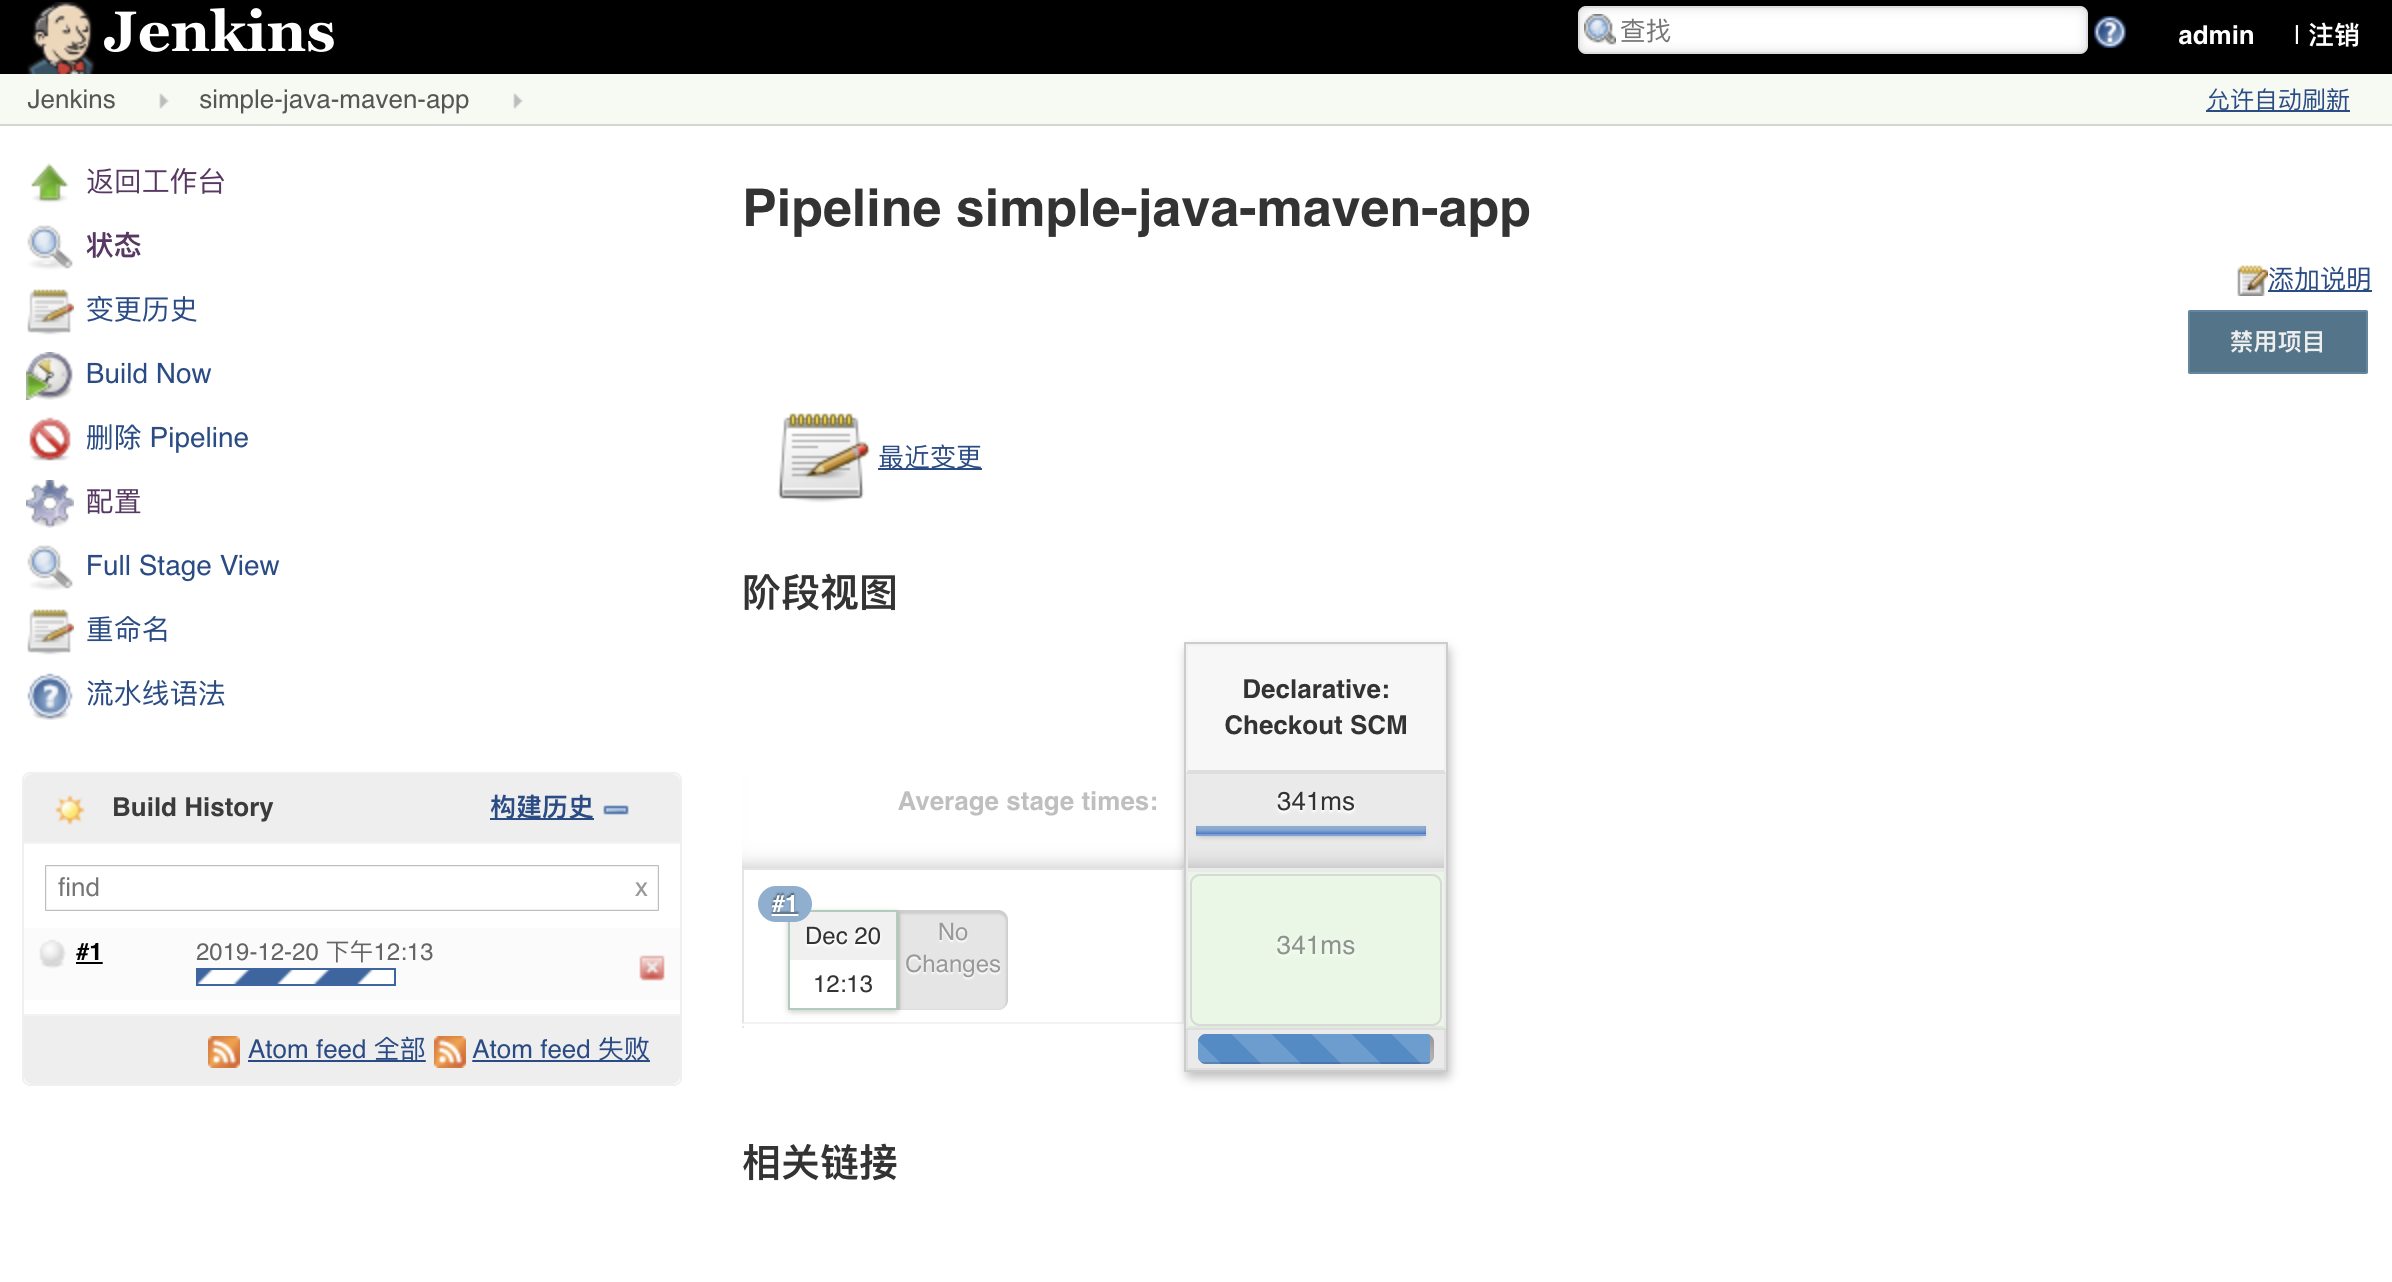 Jenkins
查找
admin
| 注销
Jenkins
simple-java-maven-app
允许自动刷新
返回工作台
状态
变更历史
Build Now
删除 Pipeline
配置
Full Stage View
重命名
流水线语法
Build History
构建历史
find
x
#1
2019-12-20 下午12:13
Atom feed 全部
Atom feed 失败
Pipeline simple-java-maven-app
添加说明
禁用项目
最近变更
阶段视图
Declarative:
Checkout SCM
Average stage times:
341ms
#1
Dec 20
12:13
No
Changes
341ms
相关链接